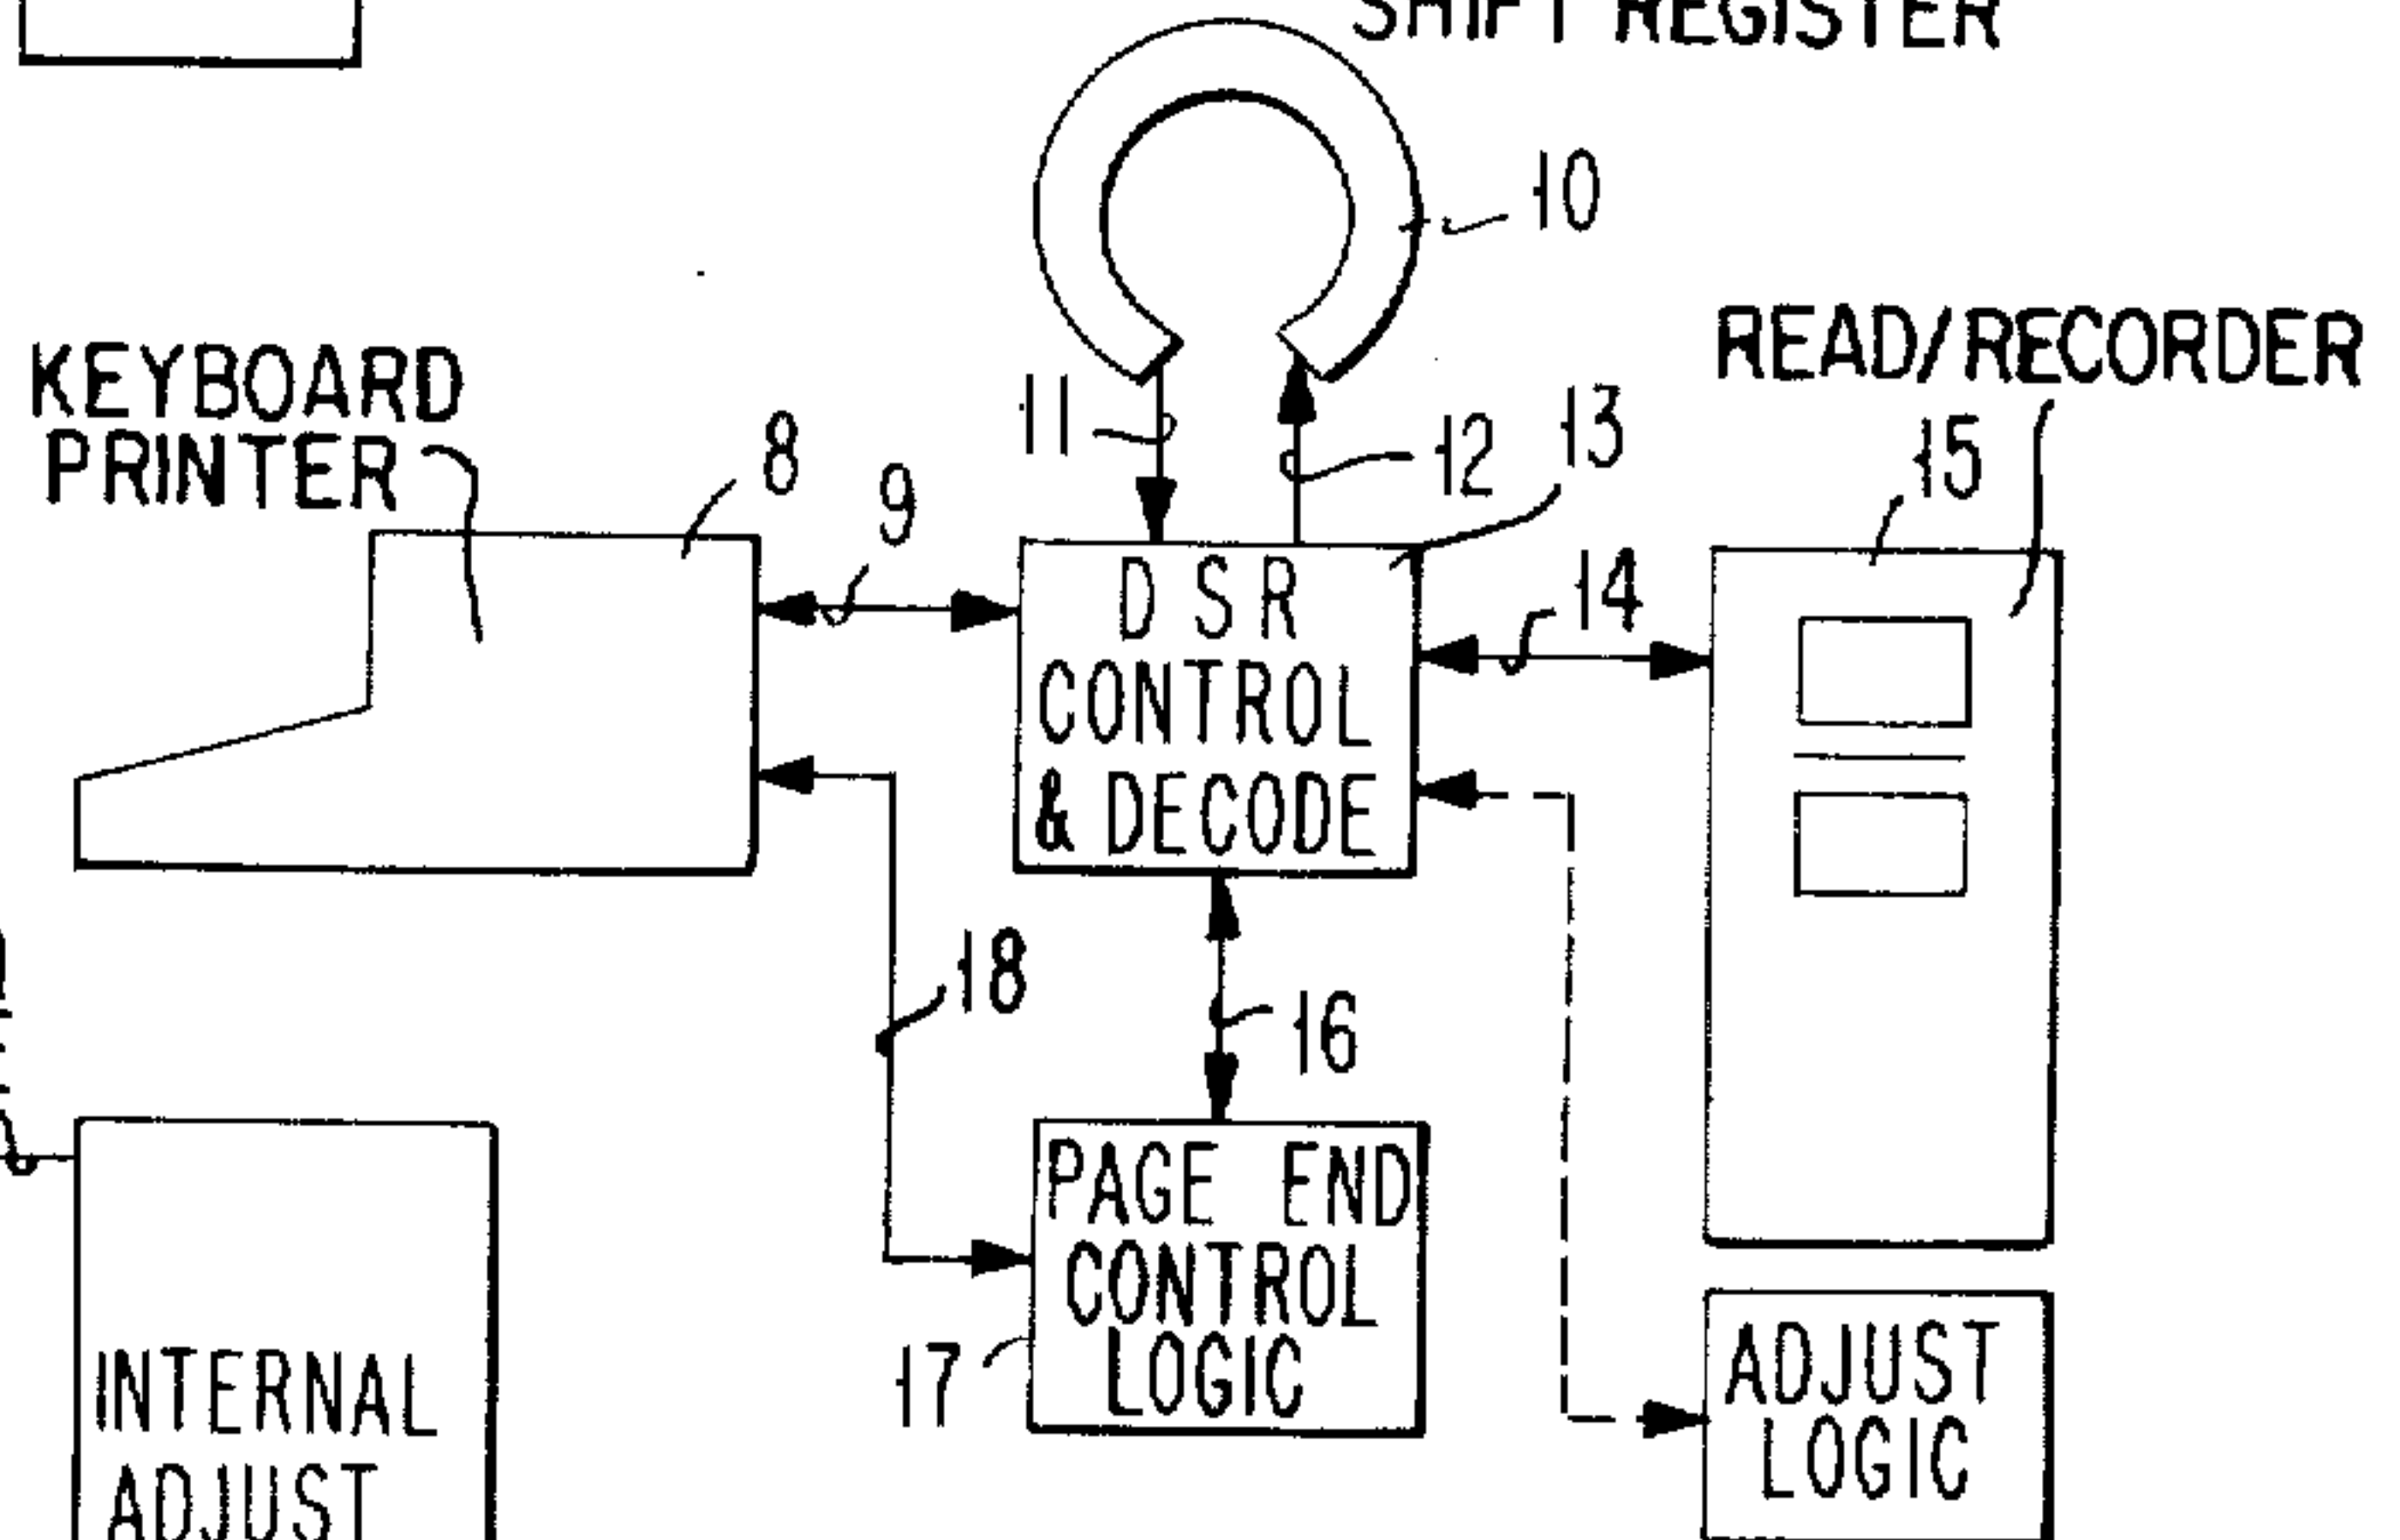 SHIFT REGISTER
10
READ/RECORDER
KEYBOARD
PRINTER
8
9
11
12
13
15
14
D S R
CONTROL
& DECODE
18
16
PAGE END
CONTROL
LOGIC
17
INTERNAL
ADJUST
ADJUST
LOGIC